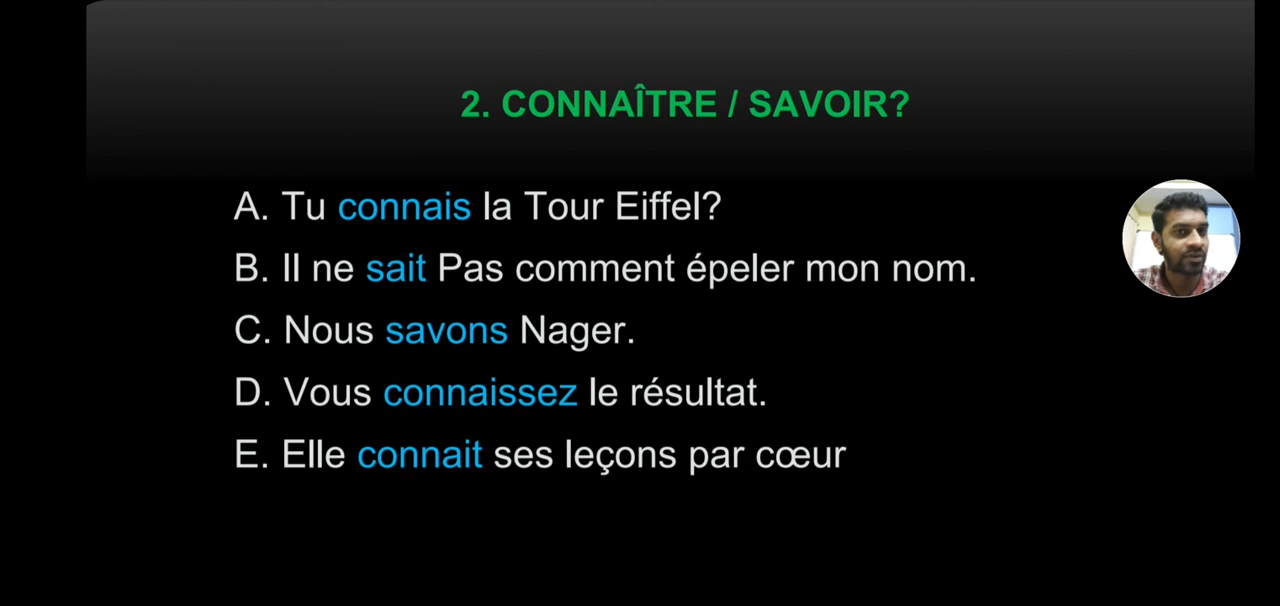 2. CONNAÎTRE / SAVOIR?
A. Tu connais la Tour Eiffel?
B. Il ne sait Pas comment épeler mon nom.
C. Nous savons Nager.
D. Vous connaissez le résultat.
E. Elle connait ses leçons par cœur